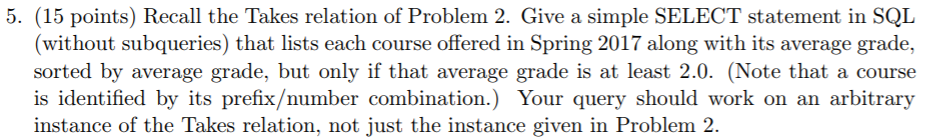 5. (15 points) Recall the Takes relation of Problem 2. Give a simple SELECT statement in SQL
(without subqueries) that lists each course offered in Spring 2017 along with its average grade,
sorted by average grade, but only if that average grade is at least 2.0. (Note that a course
is identified by its prefix/number combination.) Your query should work on an arbitrary
instance of the Takes relation, not just the instance given in Problem 2.